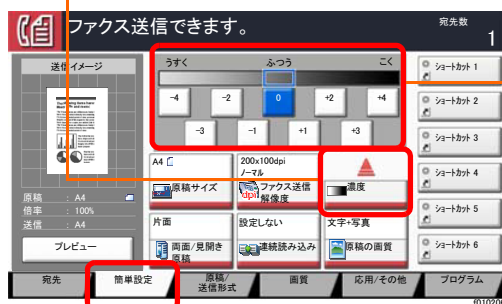 ファクス送信できます。
宛先数
1
送信イメージ
原稿 : A4
倍率 : 100%
送信 : A4
プレビュー
うすく ふつう こく
-4 -2 0 +2 +4
-3 -1 +1 +3
A4
原稿サイズ
200x100dpi
ノーマル
dpi
ファクス送信
解像度
濃度
片面
両面/見開き
原稿
設定しない
連続読み込み
文字+写真
原稿の画質
ショートカット 1
ショートカット 2
ショートカット 3
ショートカット 4
ショートカット 5
ショートカット 6
宛先
簡単設定
原稿/
送信形式
画質
応用/その他
プログラム